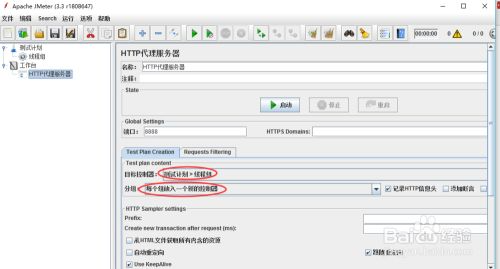 Apache JMeter (3.3 r1808647)
文件 编辑 Search 运行 选项 帮助
00:00:00 0 0 /
测试计划
线程组
工作台
HTTP代理服务器
HTTP代理服务器
名称： HTTP代理服务器
注释：
State
启动 停止 重启
Global Settings
端口： 8888 HTTPS Domains:
Test Plan Creation Requests Filtering
Test plan content
目标控制器： 测试计划 > 线程组
分组： 每个组放入一个新的控制器 记录HTTP信息头 添加断言
HTTP Sampler settings
Prefix:
Create new transaction after request (ms):
从HTML文件获取所有内含的资源
自动重定向 跟随重定向
Use KeepAlive
Baidu经验